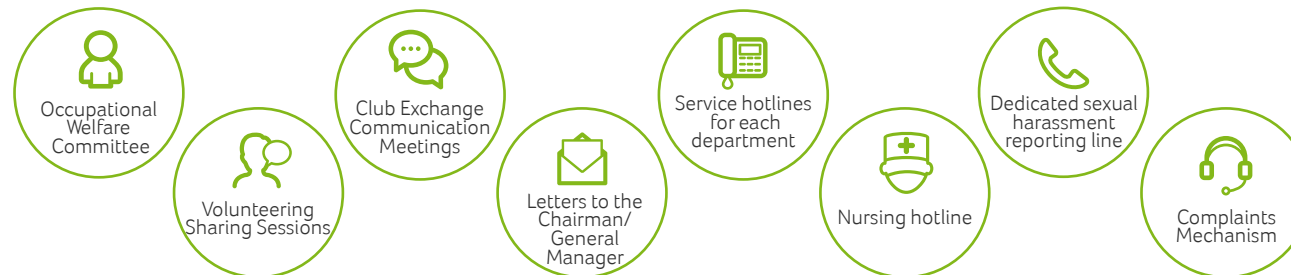 Occupational
Welfare
Committee
Volunteering
Sharing Sessions
Club Exchange
Communication
Meetings
Letters to the
Chairman/
General
Manager
Service hotlines
for each
department
Nursing hotline
Dedicated sexual
harassment
reporting line
Complaints
Mechanism